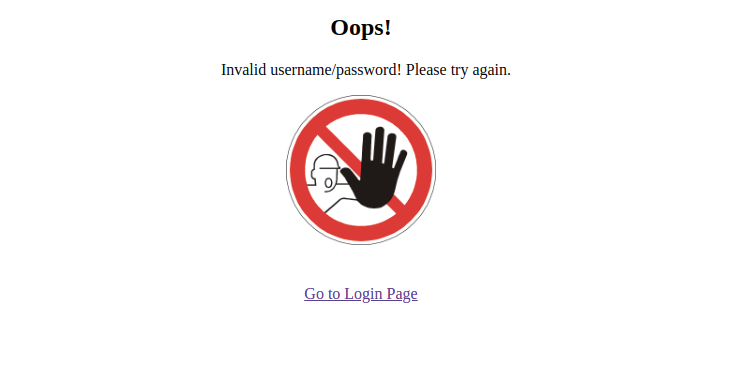 Oops!
Invalid username/password! Please try again.
Go to Login Page